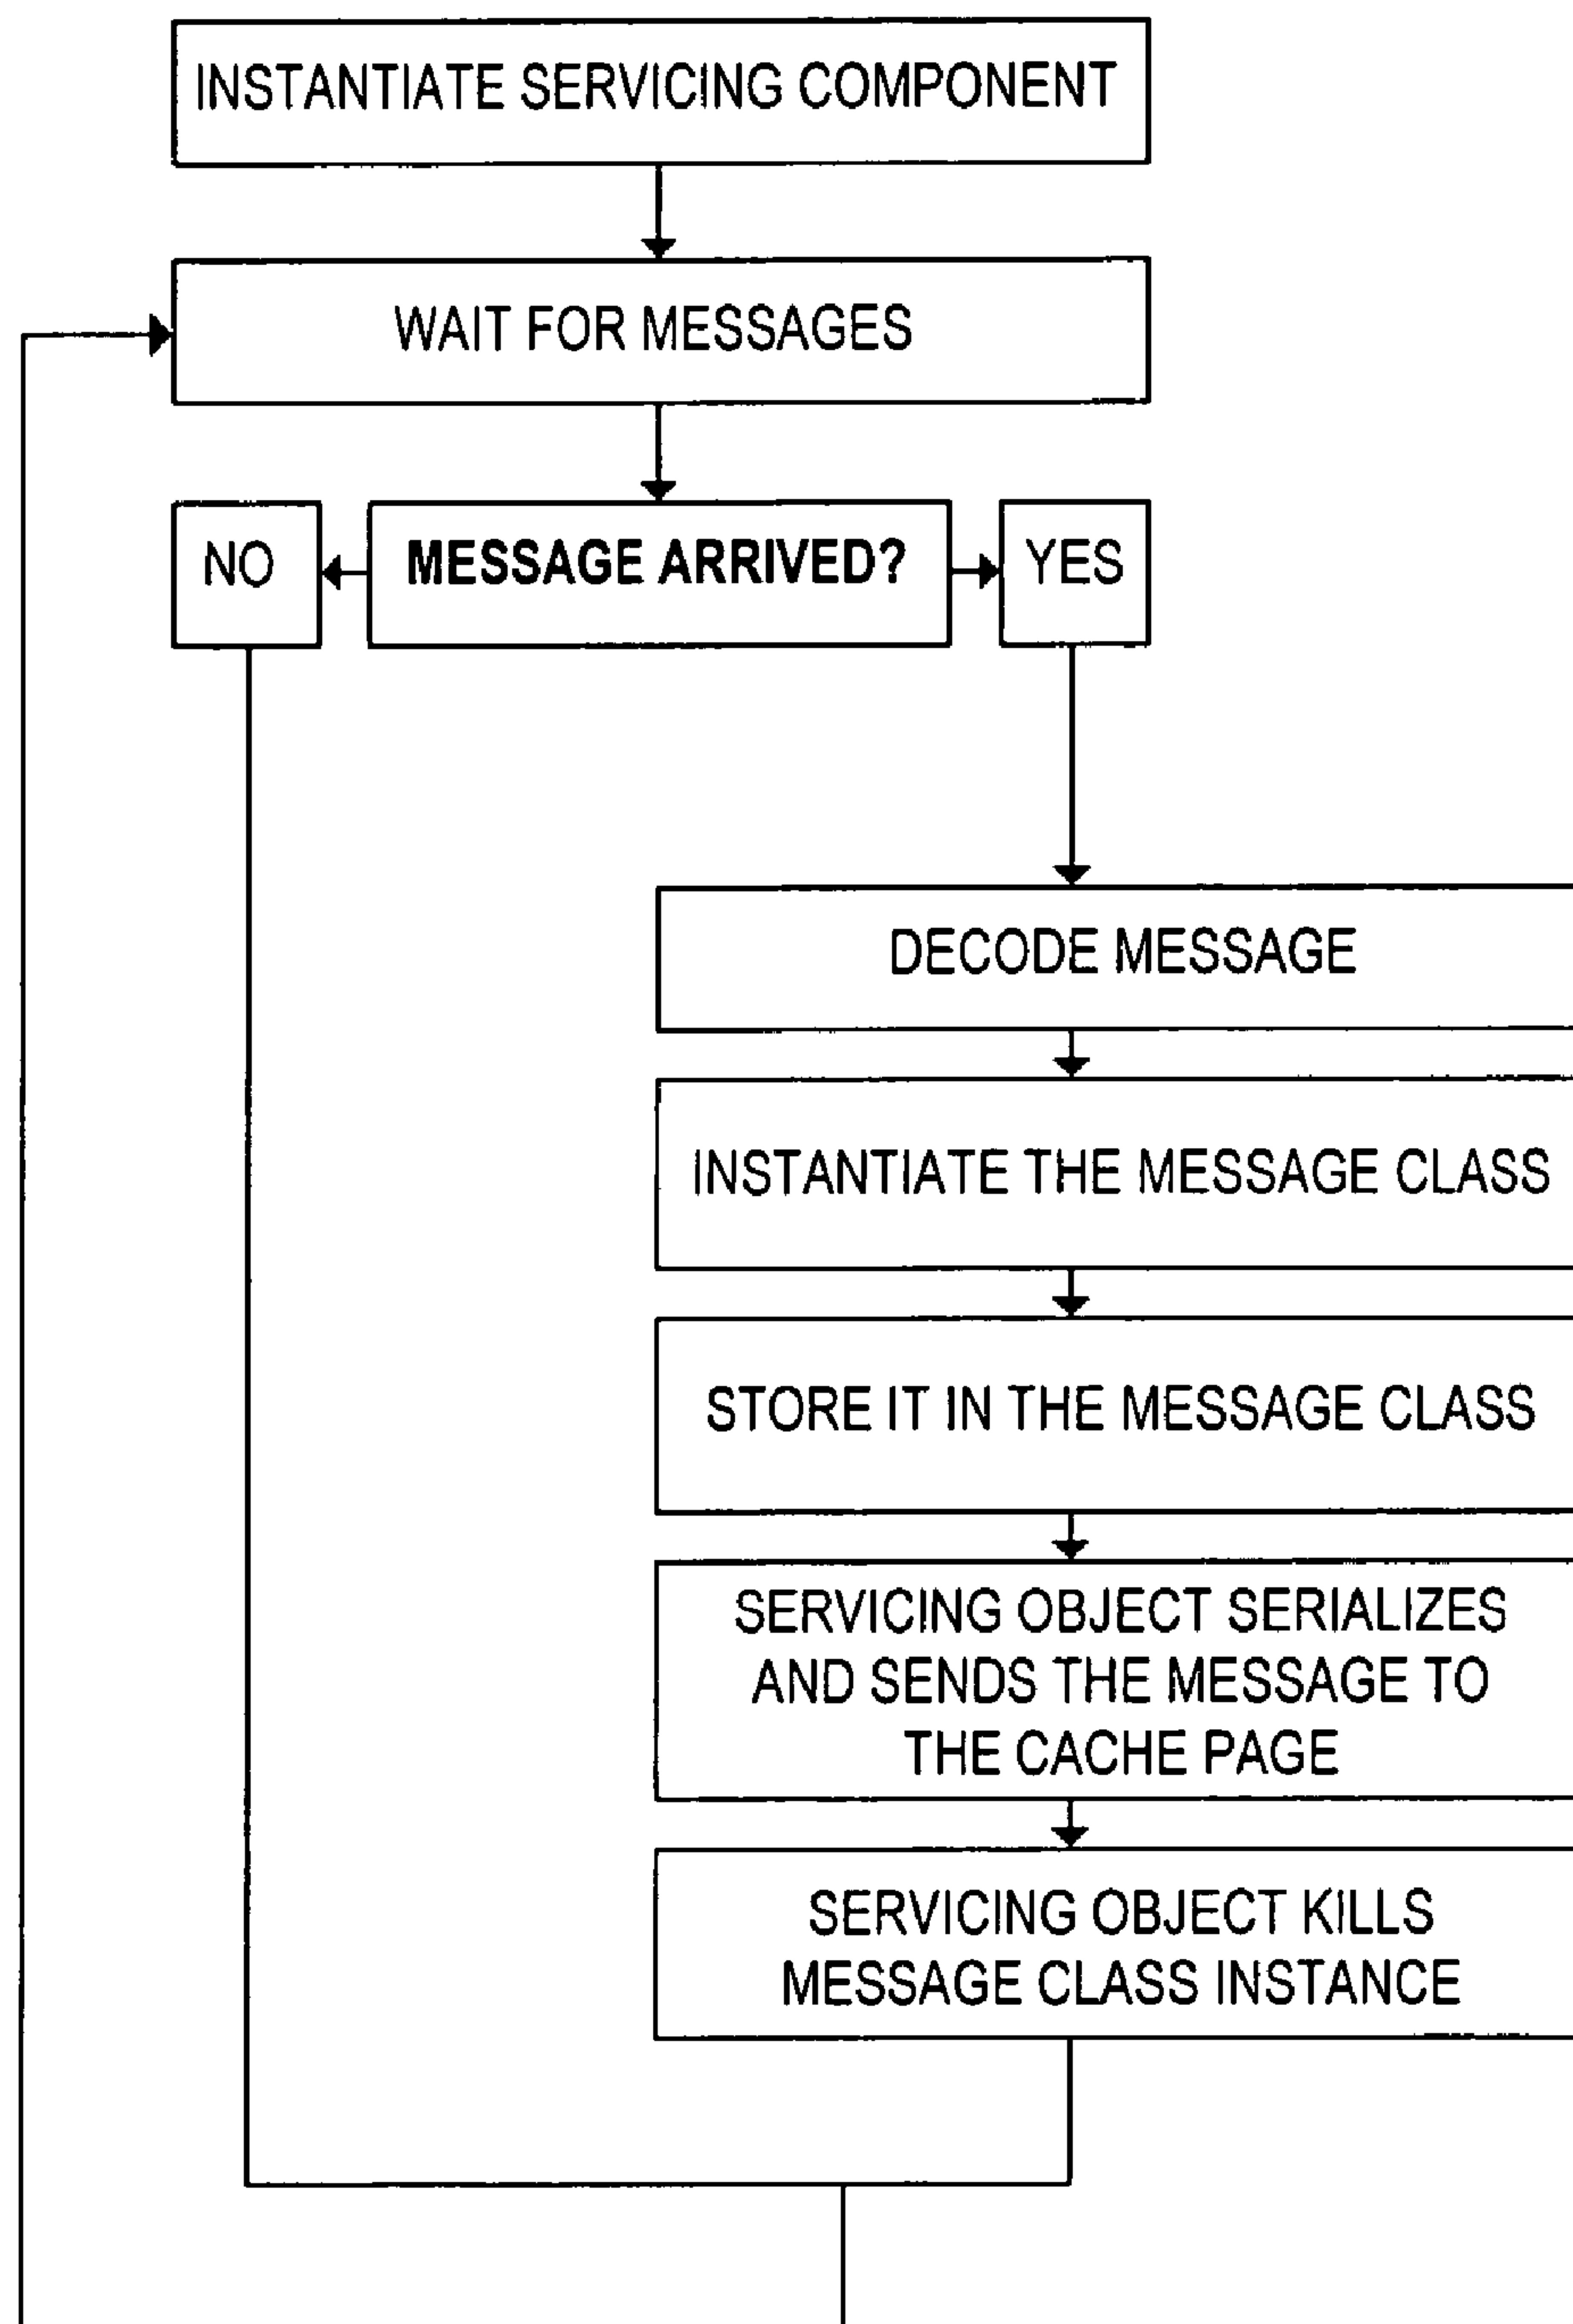 INSTANTIATE SERVICING COMPONENT
WAIT FOR MESSAGES
NO
MESSAGE ARRIVED?
YES
DECODE MESSAGE
INSTANTIATE THE MESSAGE CLASS
STORE IT IN THE MESSAGE CLASS
SERVICING OBJECT SERIALIZES
AND SENDS THE MESSAGE TO
THE CACHE PAGE
SERVICING OBJECT KILLS
MESSAGE CLASS INSTANCE